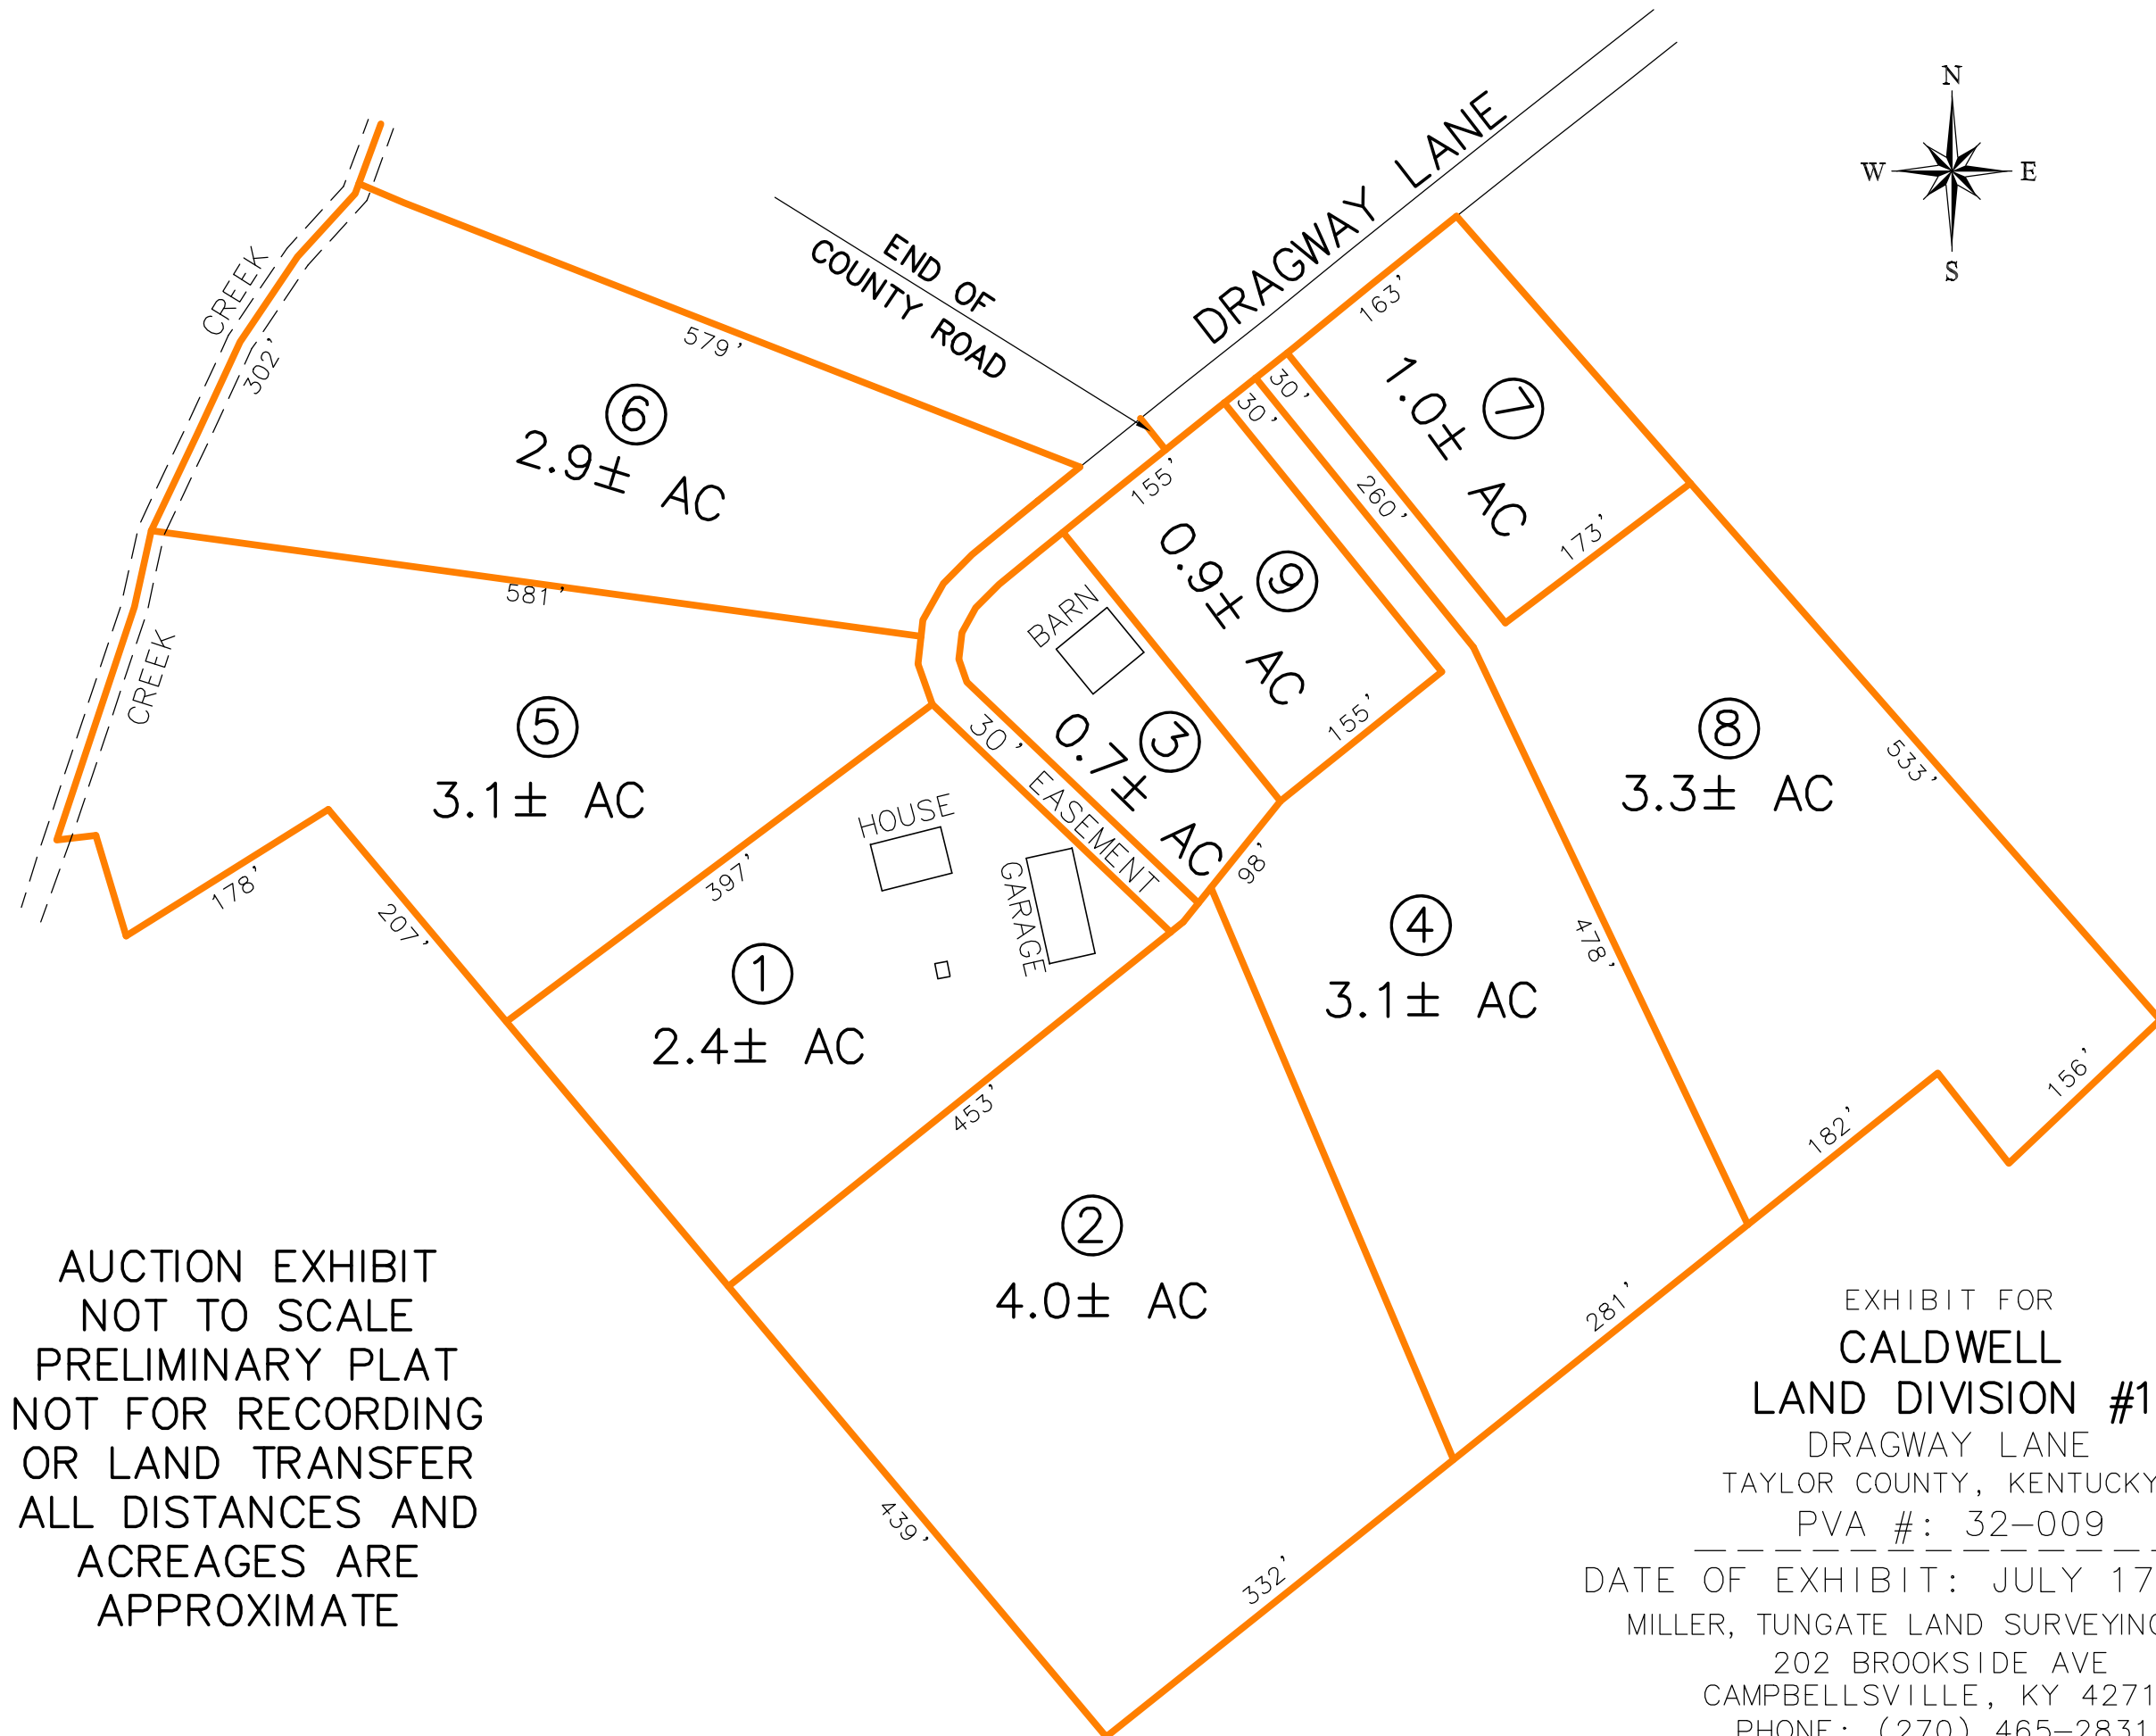 N
W E
S
DRAGWAY LANE
END OF
COUNTY ROAD
CREEK
302'
579'
6
2.9± AC
163'
30'
30'
7
1.0± AC
260'
173'
155'
9
0.9± AC
155'
BARN
581'
CREEK
5
3.1± AC
3
0.7± AC
30' EASEMENT
8
3.3± AC
533'
HOUSE
GARAGE
98'
178'
207'
397'
1
2.4± AC
4
3.1± AC
478'
453'
156'
182'
2
4.0± AC
281'
439'
332'
AUCTION EXHIBIT
NOT TO SCALE
PRELIMINARY PLAT
NOT FOR RECORDING
OR LAND TRANSFER
ALL DISTANCES AND
ACREAGES ARE
APPROXIMATE
EXHIBIT FOR
CALDWELL
LAND DIVISION #1
DRAGWAY LANE
TAYLOR COUNTY, KENTUCKY
PVA #: 32-009
DATE OF EXHIBIT: JULY 17
MILLER, TUNGATE LAND SURVEYING
202 BROOKSIDE AVE
CAMPBELLSVILLE, KY 4271
PHONE: (270) 465-2831